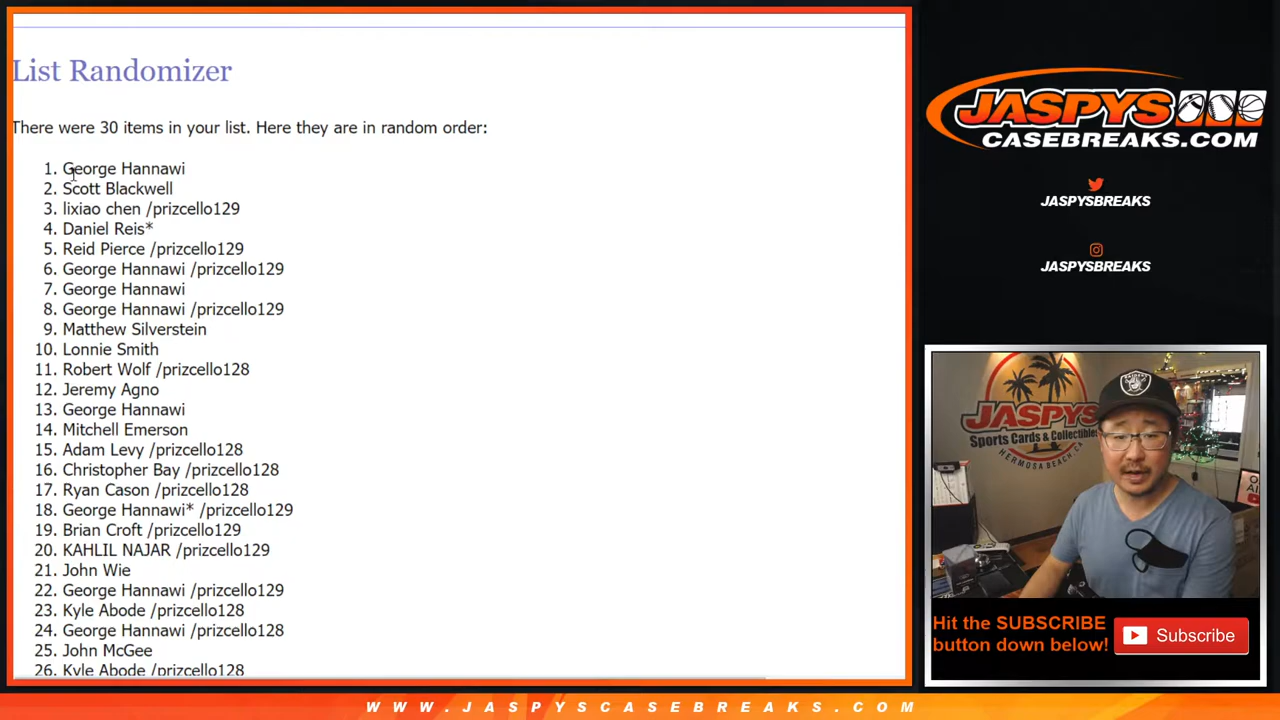 List Randomizer
There were 30 items in your list. Here they are in random order:
1. George Hannawi
2. Scott Blackwell
3. lixiao chen /prizcello129
4. Daniel Reis*
5. Reid Pierce /prizcello129
6. George Hannawi /prizcello129
7. George Hannawi
8. George Hannawi /prizcello129
9. Matthew Silverstein
10. Lonnie Smith
11. Robert Wolf /prizcello128
12. Jeremy Agno
13. George Hannawi
14. Mitchell Emerson
15. Adam Levy /prizcello128
16. Christopher Bay /prizcello128
17. Ryan Cason /prizcello128
18. George Hannawi* /prizcello129
19. Brian Croft /prizcello129
20. KAHLIL NAJAR /prizcello129
21. John Wie
22. George Hannawi /prizcello129
23. Kyle Abode /prizcello128
24. George Hannawi /prizcello128
25. John McGee
26. Kyle Abode /prizcello128
JASPYS
CASEBREAKS.COM
JASPYSBREAKS
JASPYSBREAKS
JASPYS
Sports Cards & Collectibles
HERMOSA BEACH, CA
RAIDERS
Hit the SUBSCRIBE
button down below!
Subscribe
WWW.JASPYSCASEBREAKS.COM